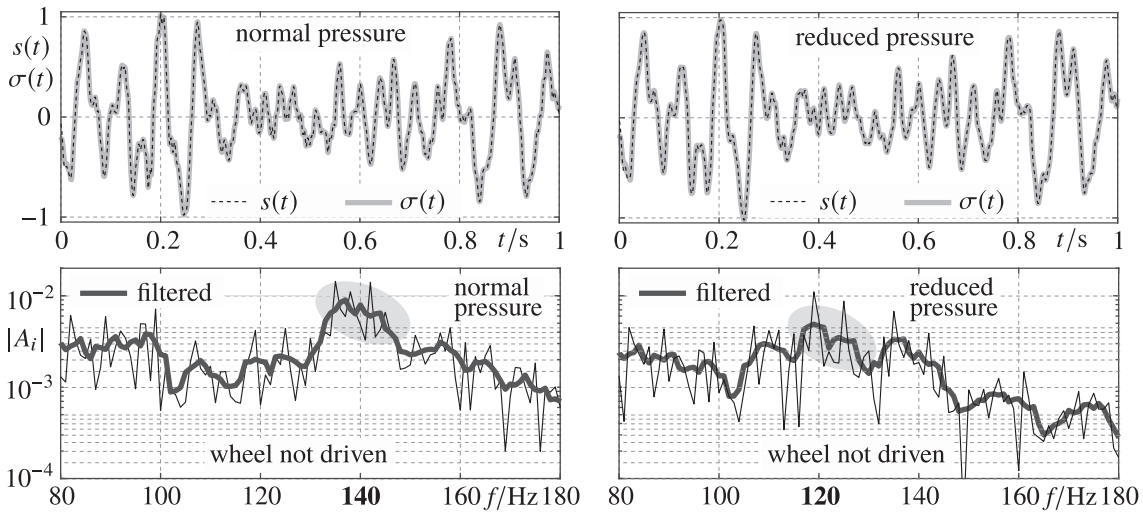 1
s(t)
σ(t)
0
−1
normal pressure
s(t) σ(t)
0 0.2 0.4 0.6 0.8 t/s 1
reduced pressure
s(t) σ(t)
0 0.2 0.4 0.6 0.8 t/s 1
10⁻²
|Aᵢ|
10⁻³
10⁻⁴
filtered
normal
pressure
wheel not driven
80 100 120 140 160 f/Hz 180
filtered
reduced
pressure
wheel not driven
80 100 120 140 160 f/Hz 180